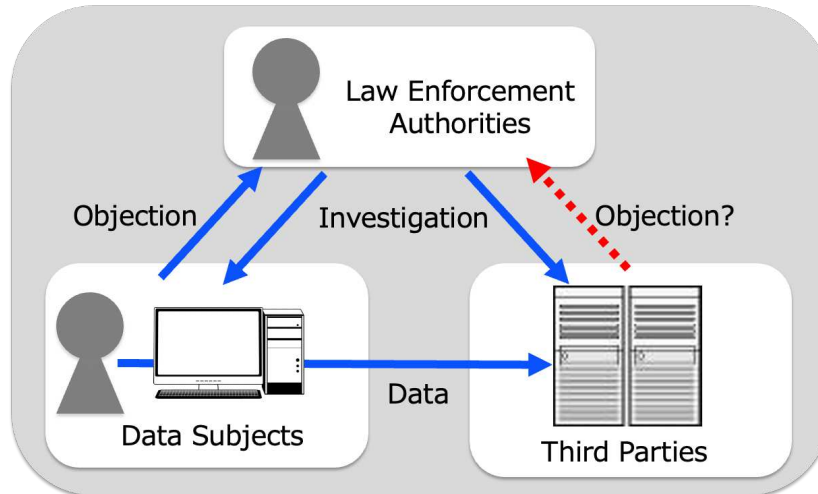 Law Enforcement
Authorities
Objection
Investigation
Objection?
Data
Data Subjects
Third Parties